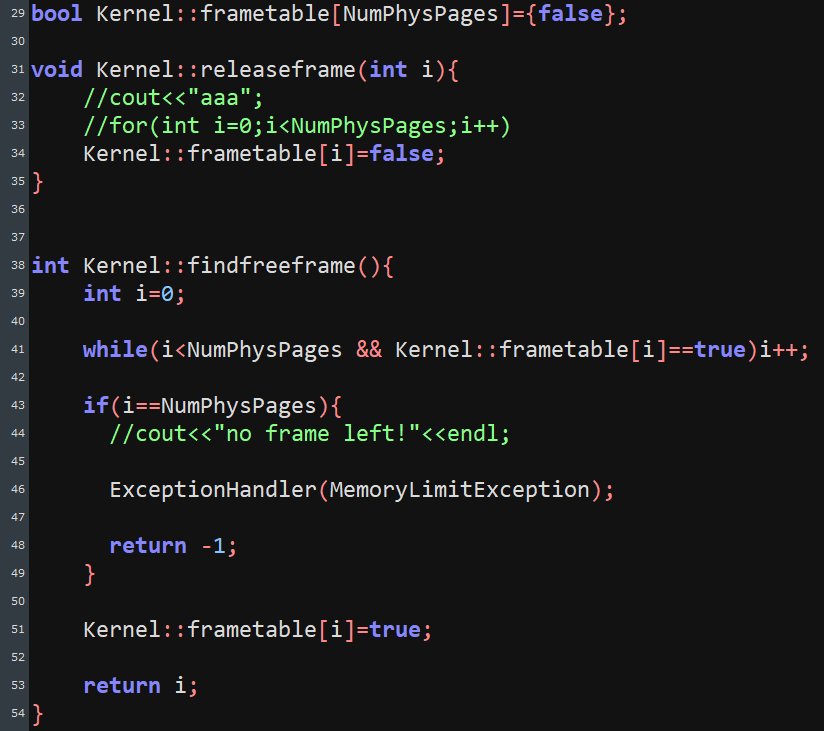 29 bool Kernel::frametable[NumPhysPages]={false};
30
31 void Kernel::releaseframe(int i){
32     //cout<<"aaa";
33     //for(int i=0;i<NumPhysPages;i++)
34     Kernel::frametable[i]=false;
35 }
36
37
38 int Kernel::findfreeframe(){
39     int i=0;
40
41     while(i<NumPhysPages && Kernel::frametable[i]==true)i++;
42
43     if(i==NumPhysPages){
44       //cout<<"no frame left!"<<endl;
45
46       ExceptionHandler(MemoryLimitException);
47
48       return -1;
49     }
50
51     Kernel::frametable[i]=true;
52
53     return i;
54 }